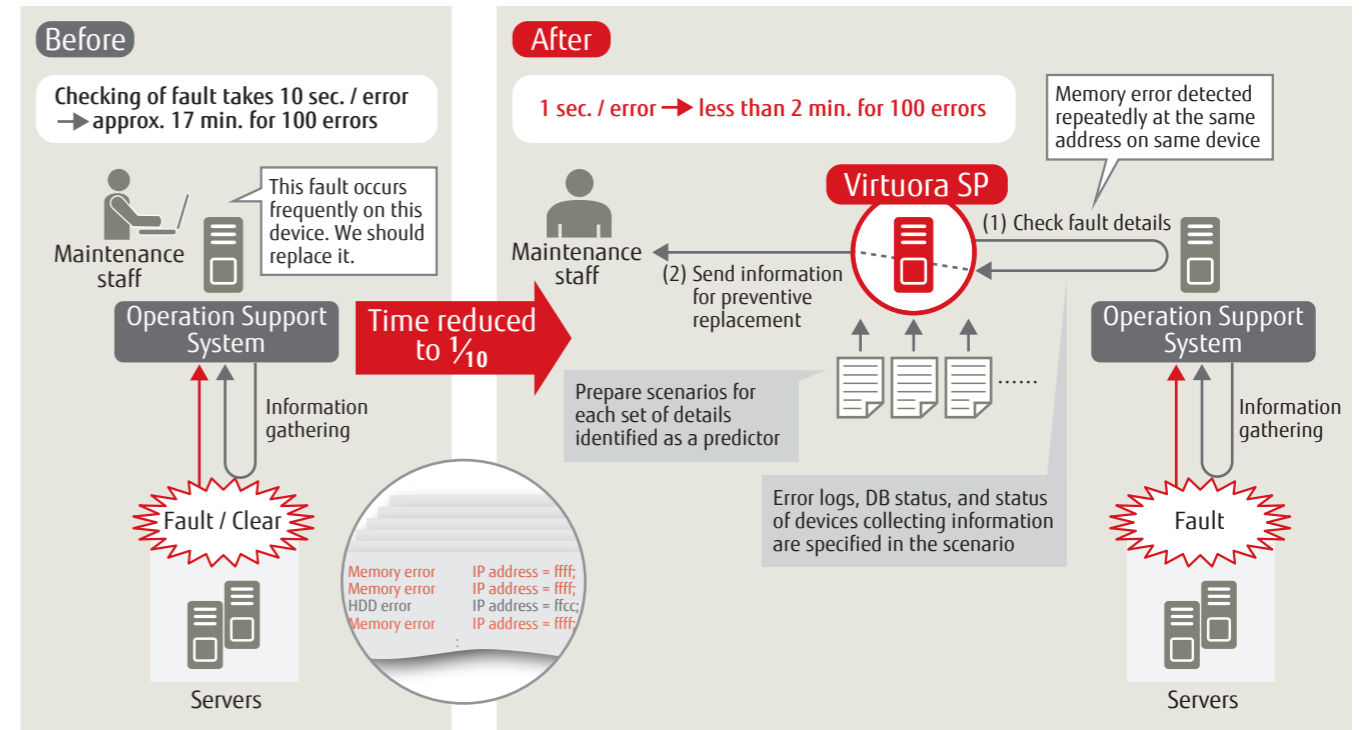 Before
Checking of fault takes 10 sec. / error
→ approx. 17 min. for 100 errors
This fault occurs
frequently on this
device. We should
replace it.
Maintenance
staff
Operation Support
System
Information
gathering
Fault / Clear
Servers
Time reduced
to 1/10
Memory error IP address = ffff;
Memory error IP address = ffff;
HDD error IP address = ffcc;
Memory error IP address = ffff;
:
After
1 sec. / error → less than 2 min. for 100 errors
Memory error detected
repeatedly at the same
address on same device
Virtuora SP
(1) Check fault details
Maintenance
staff
(2) Send information
for preventive
replacement
Operation Support
System
Prepare scenarios for
each set of details
identified as a predictor
......
Information
gathering
Error logs, DB status, and status
of devices collecting information
are specified in the scenario
Fault
Servers